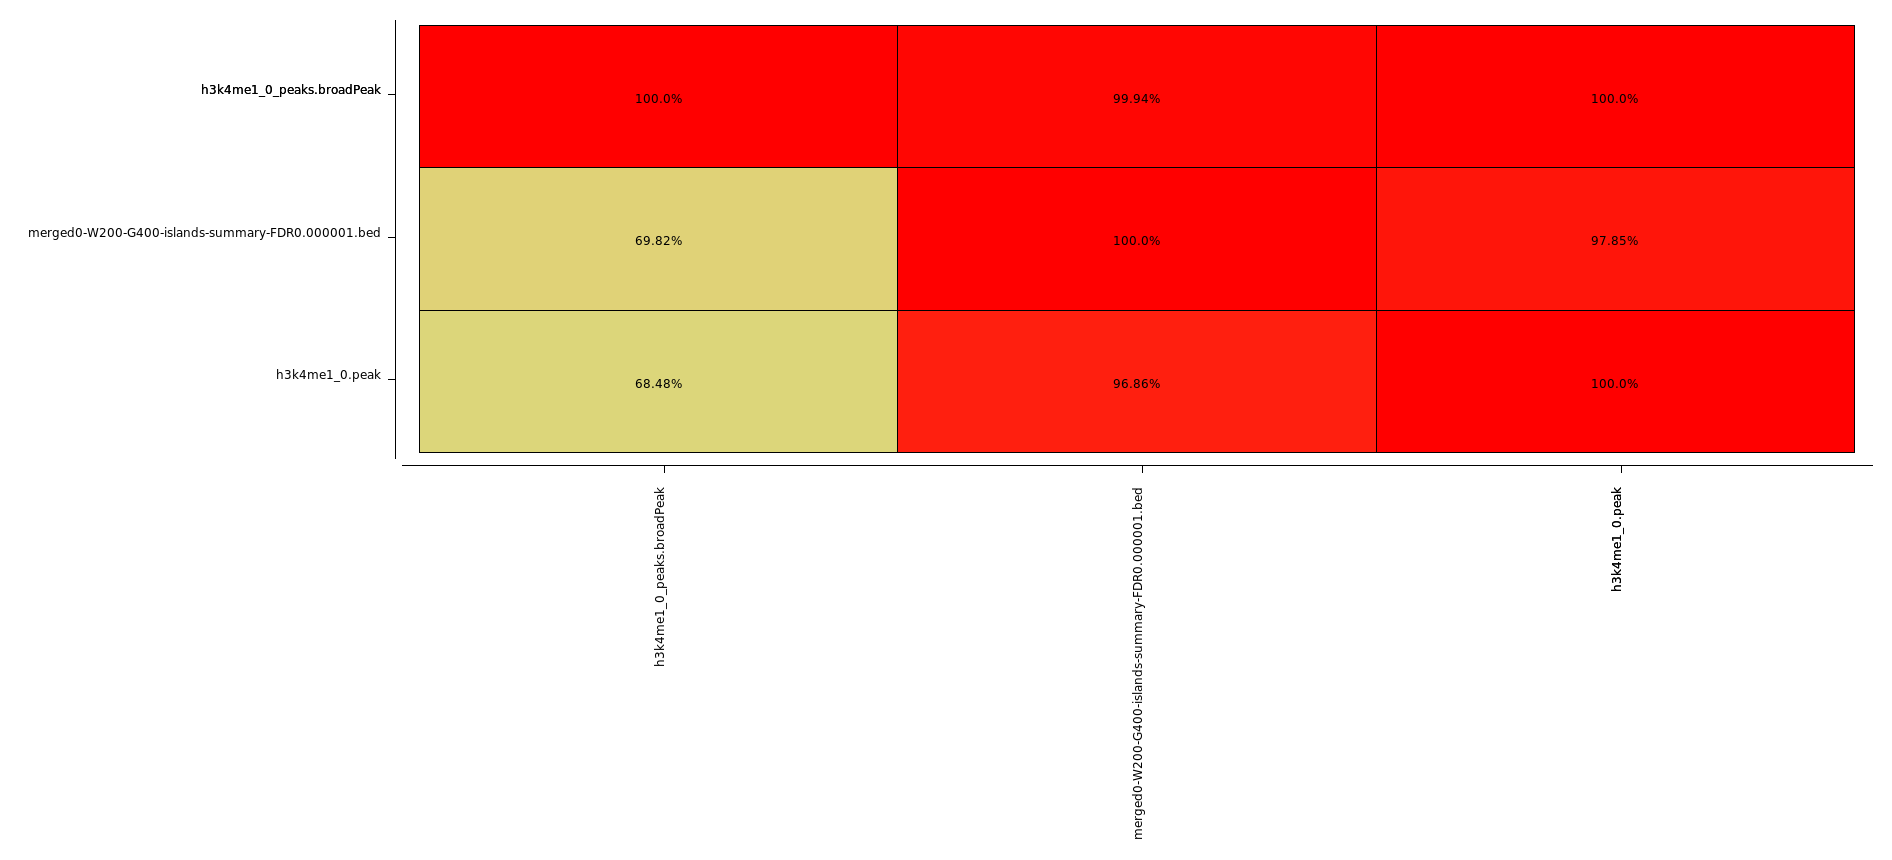 h3k4me1_0_peaks.broadPeak
100.0%
99.94%
100.0%
merged0-W200-G400-islands-summary-FDR0.000001.bed
69.82%
100.0%
97.85%
h3k4me1_0.peak
68.48%
96.86%
100.0%
h3k4me1_0_peaks.broadPeak
merged0-W200-G400-islands-summary-FDR0.000001.bed
h3k4me1_0.peak